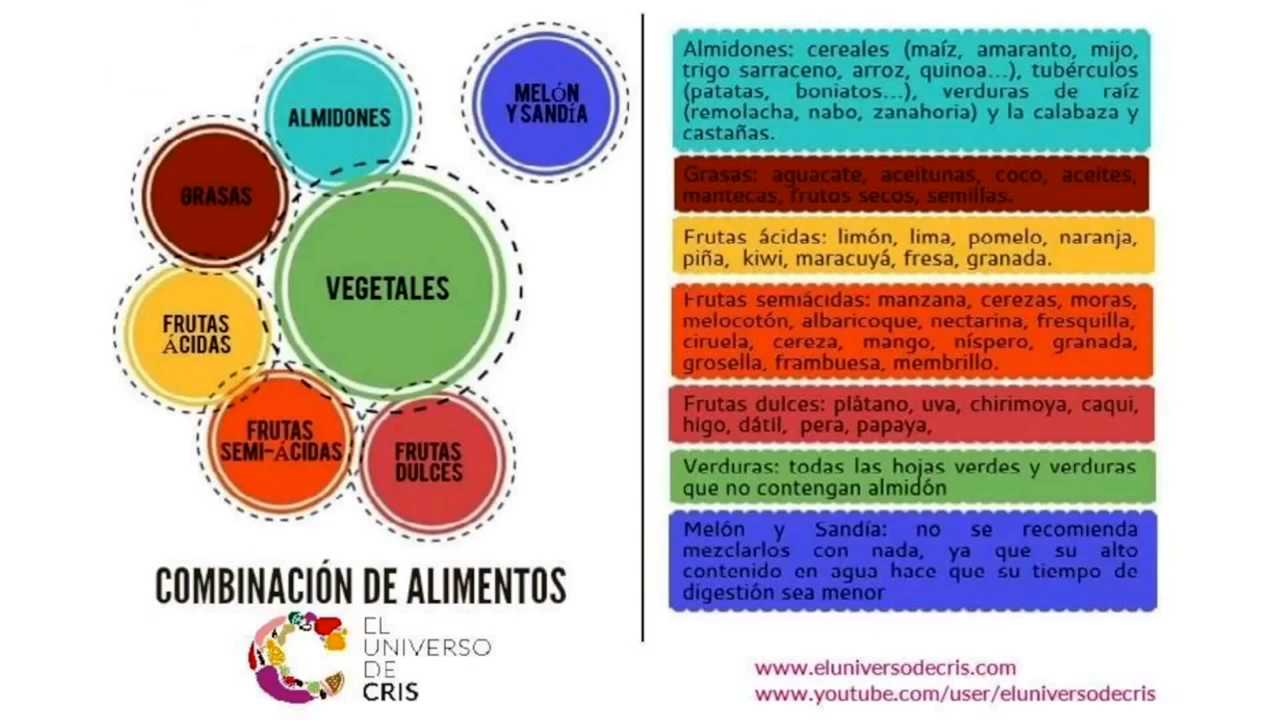 ALMIDONES
MELÓN
Y SANDÍA
GRASAS
VEGETALES
FRUTAS
ÁCIDAS
FRUTAS
SEMI-ÁCIDAS
FRUTAS
DULCES
COMBINACIÓN DE ALIMENTOS
EL
UNIVERSO
DE
CRIS
Almidones: cereales (maíz, amaranto, mijo,
trigo sarraceno, arroz, quinoa...), tubérculos
(patatas, boniatos...), verduras de raíz
(remolacha, nabo, zanahoria) y la calabaza y
castañas.
Grasas: aguacate, aceitunas, coco, aceites,
mantecas, frutos secos, semillas.
Frutas ácidas: limón, lima, pomelo, naranja,
piña, kiwi, maracuyá, fresa, granada.
Frutas semiácidas: manzana, cerezas, moras,
melocotón, albaricoque, nectarina, fresquilla,
ciruela, cereza, mango, níspero, granada,
grosella, frambuesa, membrillo.
Frutas dulces: plátano, uva, chirimoya, caqui,
higo, dátil, pera, papaya,
Verduras: todas las hojas verdes y verduras
que no contengan almidón
Melón y Sandía: no se recomienda
mezclarlos con nada, ya que su alto
contenido en agua hace que su tiempo de
digestión sea menor
www.eluniversodecris.com
www.youtube.com/user/eluniversodecris